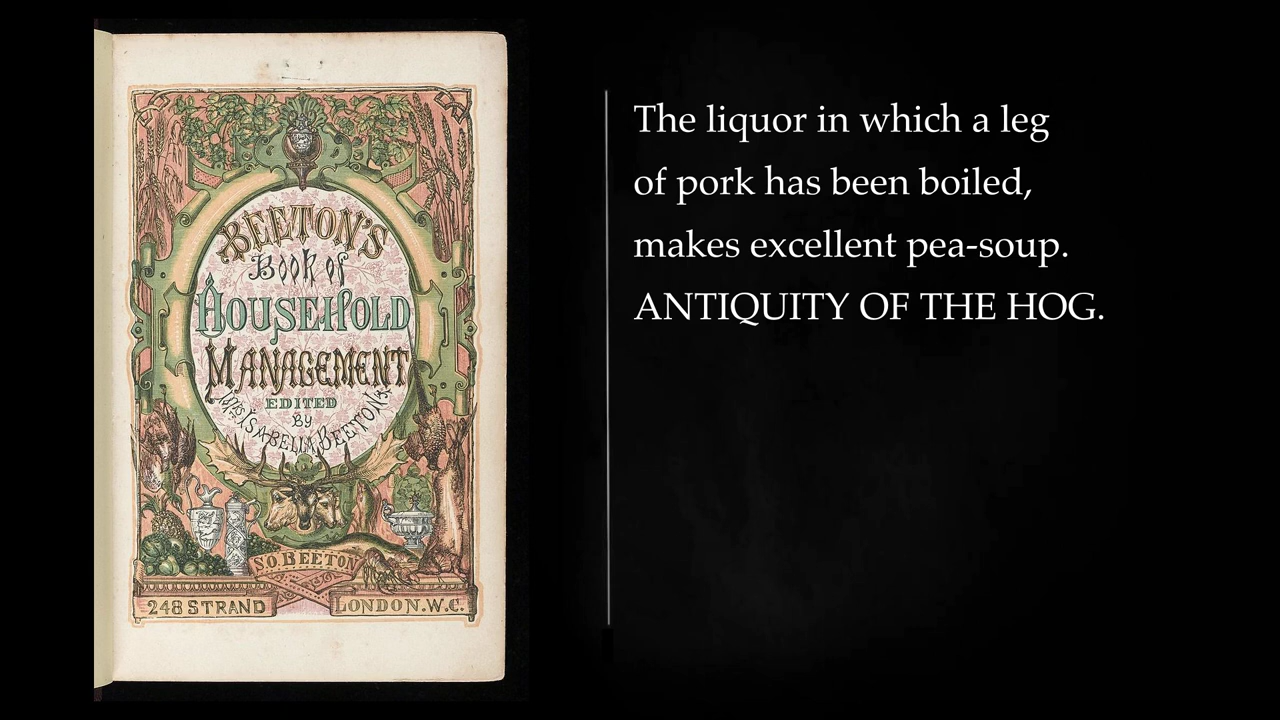 BEETON'S
Book of
HOUSEHOLD
MANAGEMENT
EDITED
BY
MRS ISABELLA BEETON
S.O. BEETON
248 STRAND
LONDON. W.C.
The liquor in which a leg
of pork has been boiled,
makes excellent pea-soup.
ANTIQUITY OF THE HOG.